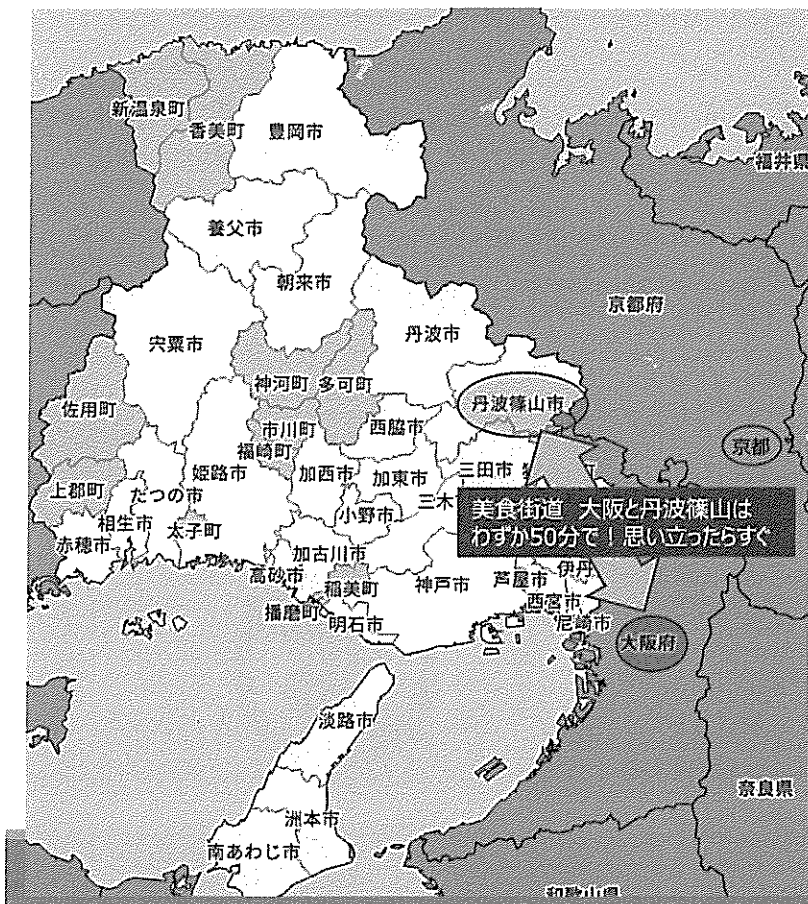 新温泉町
香美町
豊岡市
福井県
養父市
朝来市
京都府
宍粟市
丹波市
神河町
多可町
佐用町
丹波篠山市
市川町
西脇市
京都
福崎町
姫路市
加西市
加東市
三田市
町
上郡町
たつの市
三木
美食街道 大阪と丹波篠山は
わずか50分で！思い立ったらすぐ
相生市
太子町
小野市
赤穂市
加古川市
伊丹
高砂市
稲美町
神戸市
芦屋市
播磨町
明石市
西宮市
尼崎市
大阪府
淡路市
奈良県
洲本市
南あわじ市
和歌山県